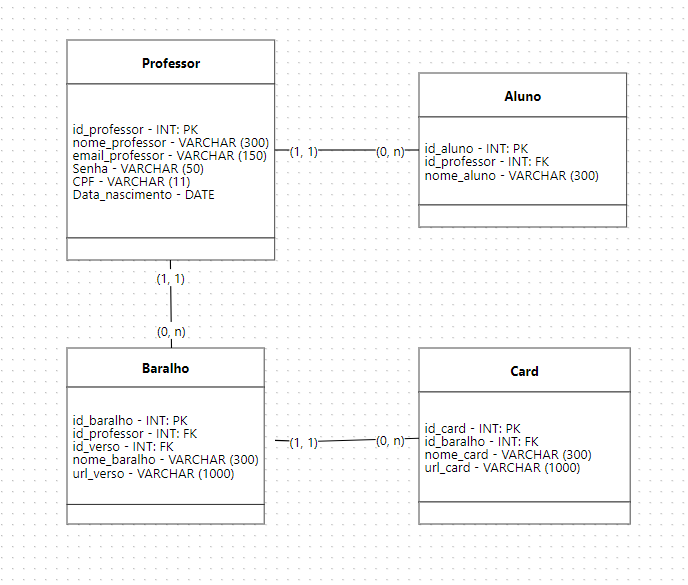 Professor
id_professor - INT: PK
nome_professor - VARCHAR (300)
email_professor - VARCHAR (150)
Senha - VARCHAR (50)
CPF - VARCHAR (11)
Data_nascimento - DATE
(1, 1)
(0, n)
Aluno
id_aluno - INT: PK
id_professor - INT: FK
nome_aluno - VARCHAR (300)
(1, 1)
(0, n)
Baralho
id_baralho - INT: PK
id_professor - INT: FK
id_verso - INT: FK
nome_baralho - VARCHAR (300)
url_verso - VARCHAR (1000)
(1, 1)
(0, n)
Card
id_card - INT: PK
id_baralho - INT: FK
nome_card - VARCHAR (300)
url_card - VARCHAR (1000)